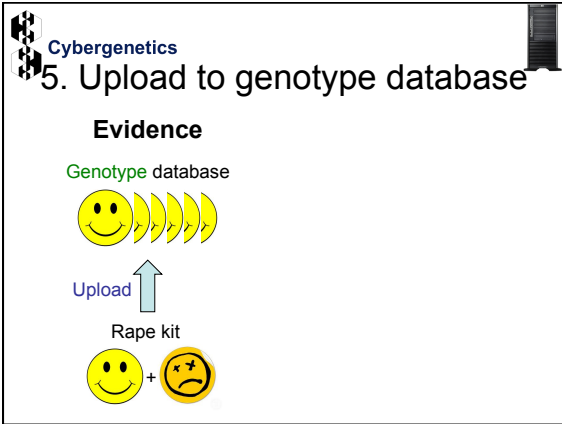 Cybergenetics
5. Upload to genotype database
Evidence
Genotype database
Upload
Rape kit
+